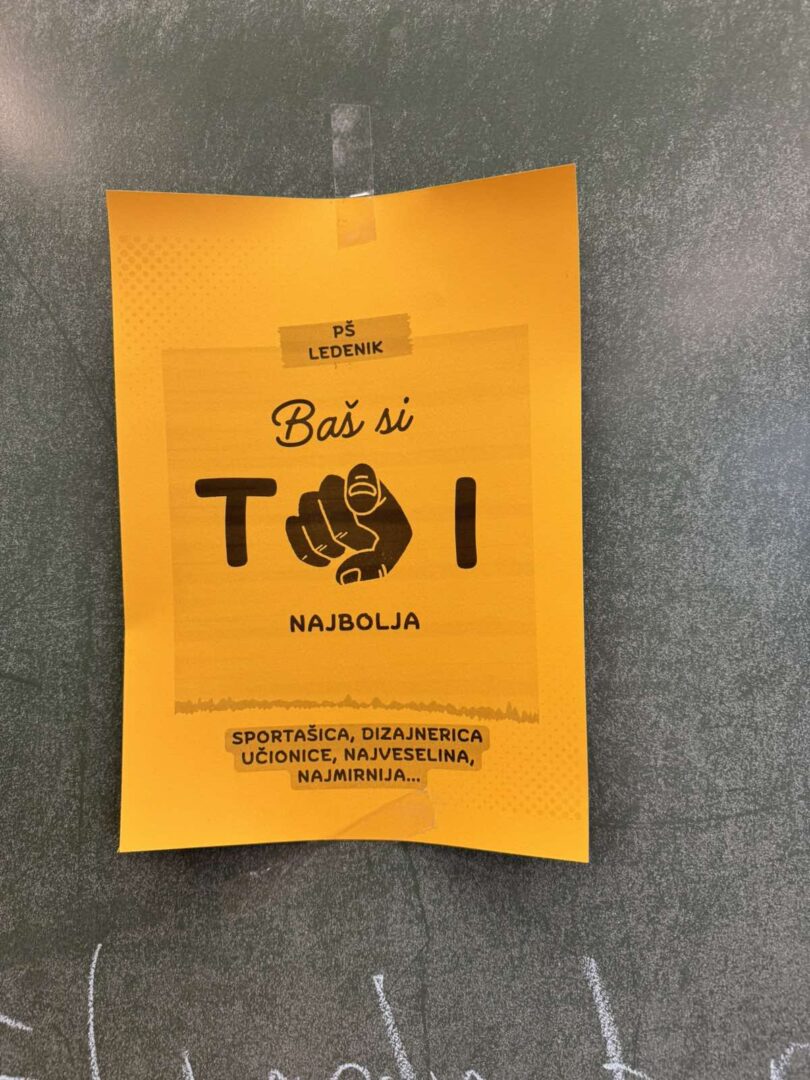 PŠ
LEDENIK
Baš si
T I
NAJBOLJA
SPORTAŠICA, DIZAJNERICA
UČIONICE, NAJVESELINA,
NAJMIRNIJA...